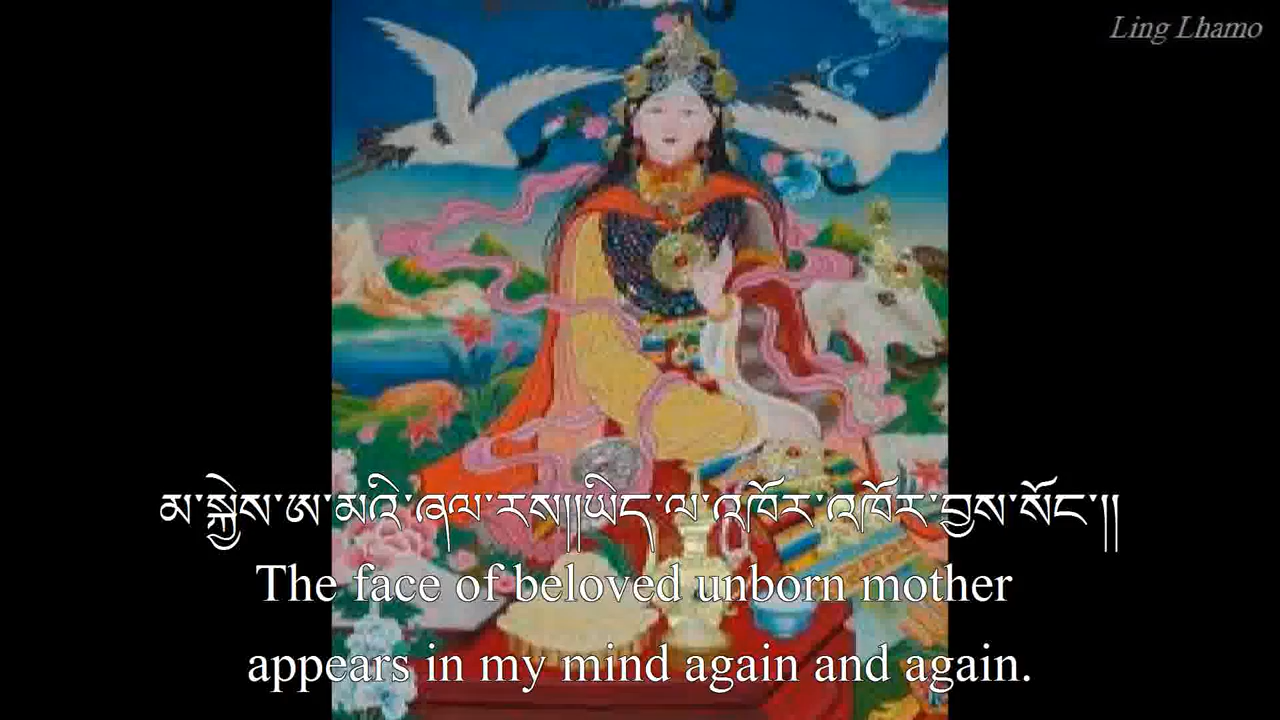 Ling Lhamo
མ་སྐྱེས་ཨ་མའི་ཞལ་རས།།ཡིད་ལ་འཁོར་འཁོར་བྱས་སོང་།།
The face of beloved unborn mother
appears in my mind again and again.